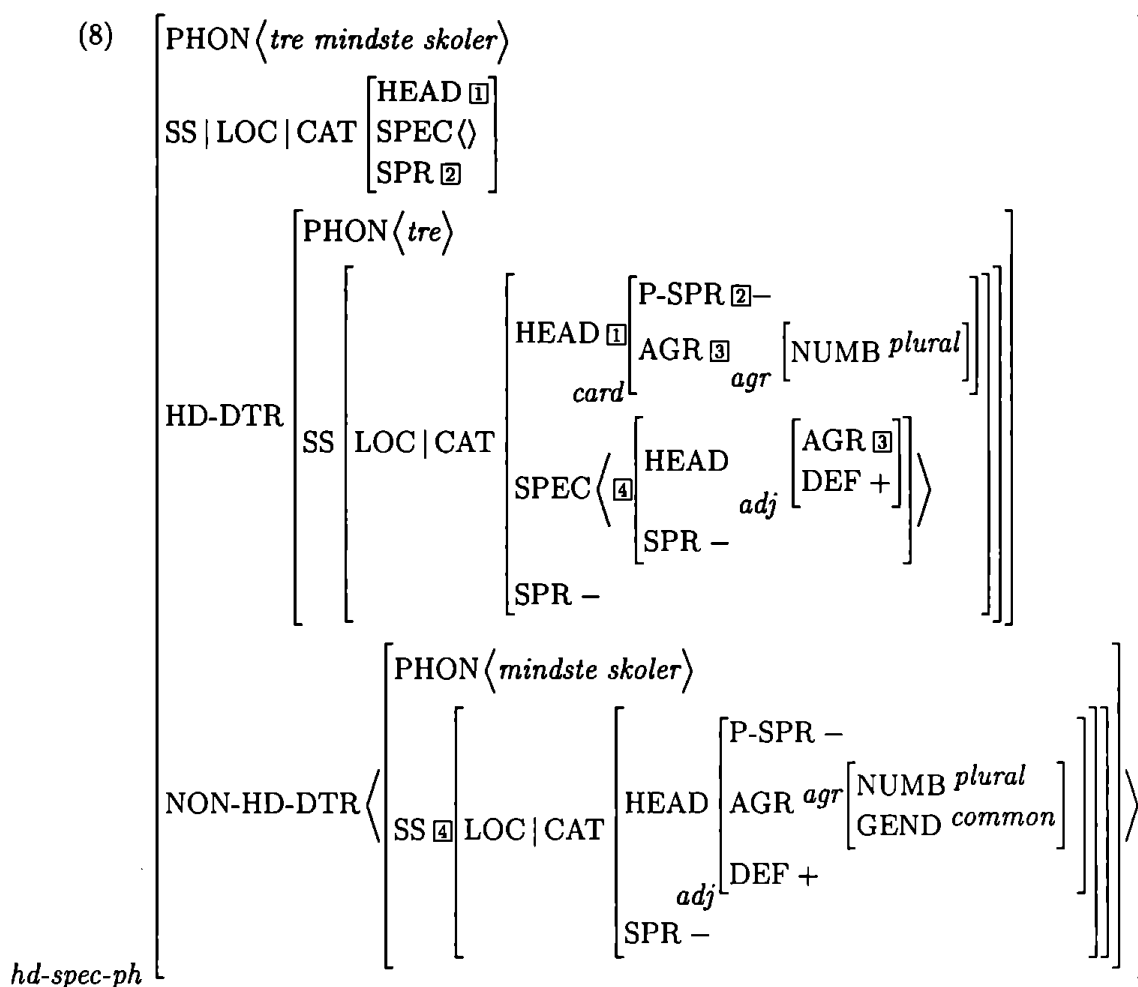 (8)
PHON⟨tre mindste skoler⟩
HEAD [1]
SS | LOC | CAT SPEC⟨⟩
SPR [2]
PHON⟨tre⟩
P-SPR [2]–
HEAD [1]
AGR [3] agr [NUMB plural]
card
HD-DTR
SS LOC | CAT
HEAD AGR [3]
SPEC⟨[4] adj DEF +⟩
SPR –
SPR –
PHON⟨mindste skoler⟩
P-SPR –
NUMB plural
NON-HD-DTR⟨SS [4] LOC | CAT HEAD AGR agr
GEND common⟩
DEF +
adj
SPR –
hd-spec-ph